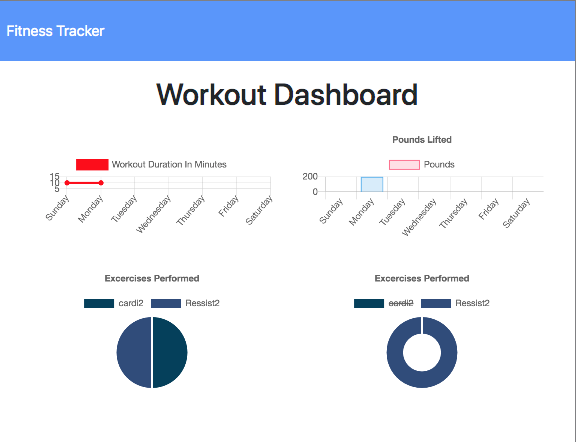 Fitness Tracker
Workout Dashboard
Workout Duration In Minutes
15
10
5
Sunday Monday Tuesday Wednesday Thursday Friday Saturday
Pounds Lifted
Pounds
200
0
Sunday Monday Tuesday Wednesday Thursday Friday Saturday
Excercises Performed
cardi2 Ressist2
Excercises Performed
cardi2 Ressist2